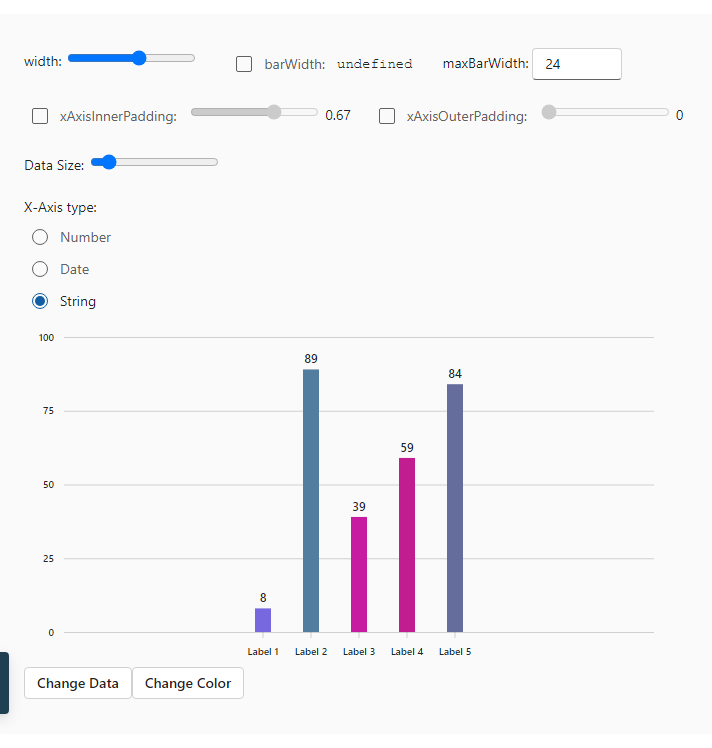 width: barWidth: undefined maxBarWidth: 24
xAxisInnerPadding: 0.67 xAxisOuterPadding: 0
Data Size:
X-Axis type:
Number
Date
String
100
89
84
75
59
50
39
25
8
0
Label 1 Label 2 Label 3 Label 4 Label 5
Change Data Change Color